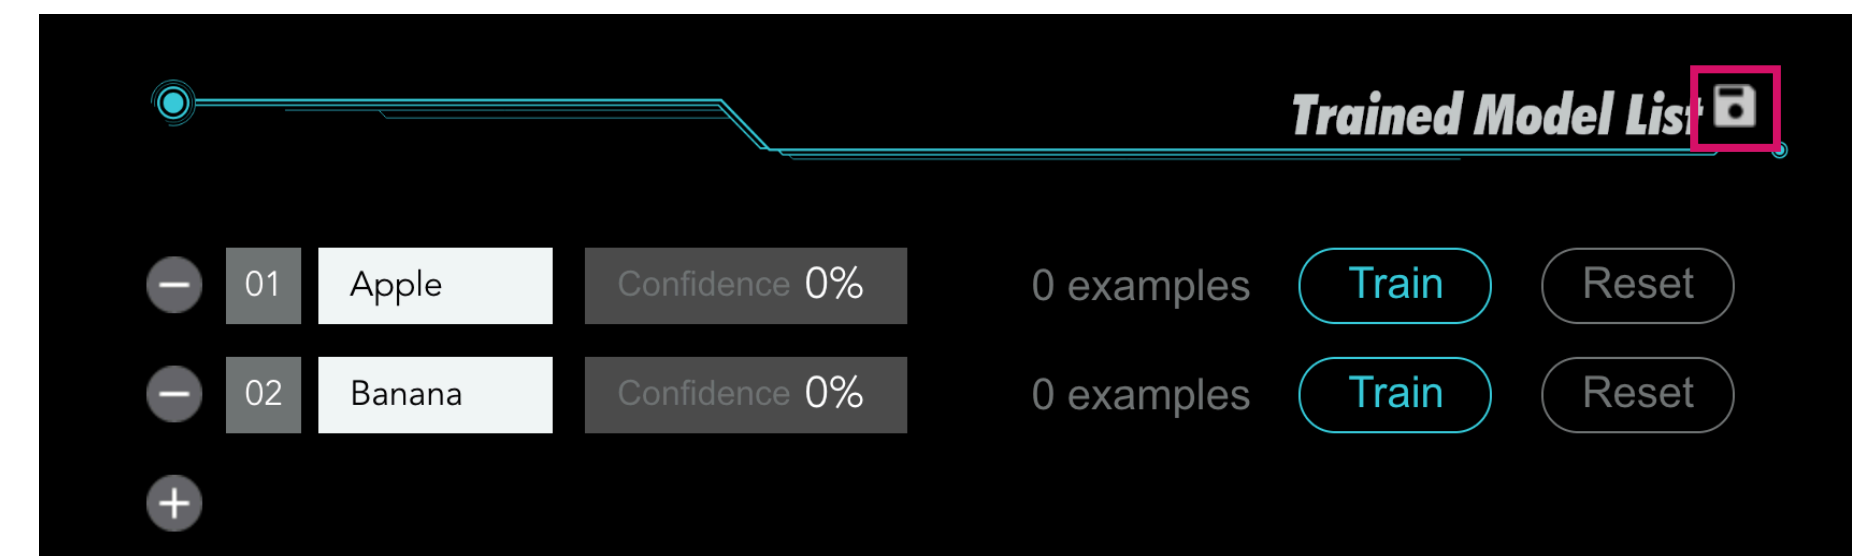 Trained Model List
01 Apple Confidence 0% 0 examples Train Reset
02 Banana Confidence 0% 0 examples Train Reset